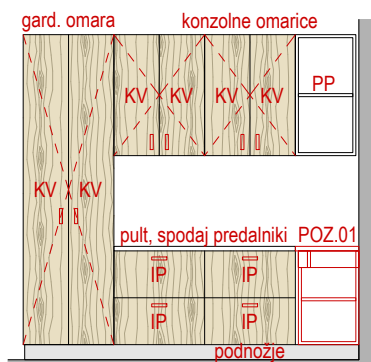 gard. omara
konzolne omarice
KV KV KV KV PP
KV KV
pult, spodaj predalniki POZ.01
IP IP
IP IP
podnožje